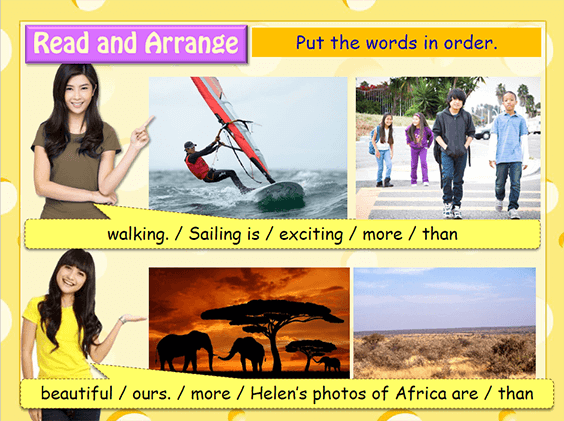 Read and Arrange
Put the words in order.
walking. / Sailing is / exciting / more / than
beautiful / ours. / more / Helen's photos of Africa are / than